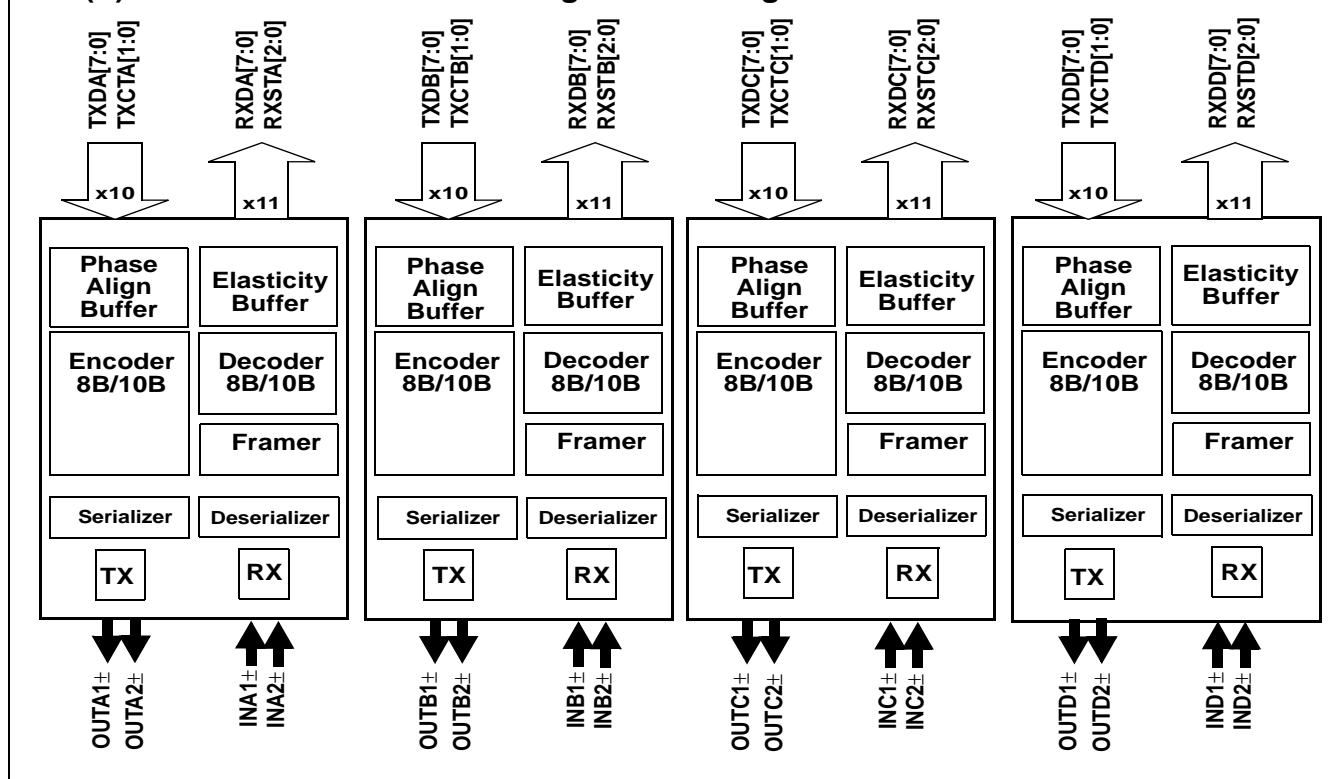 TXDA[7:0]
TXCTA[1:0]
RXDA[7:0]
RXSTA[2:0]
TXDB[7:0]
TXCTB[1:0]
RXDB[7:0]
RXSTB[2:0]
TXDC[7:0]
TXCTC[1:0]
RXDC[7:0]
RXSTC[2:0]
TXDD[7:0]
TXCTD[1:0]
RXDD[7:0]
RXSTD[2:0]
x10
x11
x10
x11
x10
x11
x10
x11
Phase
Align
Buffer
Elasticity
Buffer
Encoder
8B/10B
Decoder
8B/10B
Framer
Serializer
Deserializer
TX
RX
Phase
Align
Buffer
Elasticity
Buffer
Encoder
8B/10B
Decoder
8B/10B
Framer
Serializer
Deserializer
TX
RX
Phase
Align
Buffer
Elasticity
Buffer
Encoder
8B/10B
Decoder
8B/10B
Framer
Serializer
Deserializer
TX
RX
Phase
Align
Buffer
Elasticity
Buffer
Encoder
8B/10B
Decoder
8B/10B
Framer
Serializer
Deserializer
TX
RX
OUTA1±
OUTA2±
INA1±
INA2±
OUTB1±
OUTB2±
INB1±
INB2±
OUTC1±
OUTC2±
INC1±
INC2±
OUTD1±
OUTD2±
IND1±
IND2±